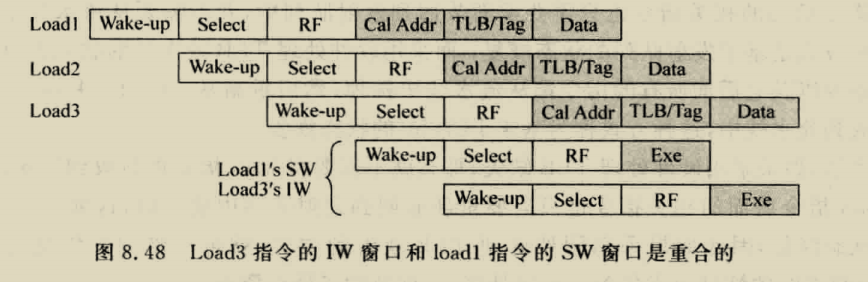 Load1 Wake-up Select RF Cal Addr TLB/Tag Data
Load2 Wake-up Select RF Cal Addr TLB/Tag Data
Load3 Wake-up Select RF Cal Addr TLB/Tag Data
Wake-up Select RF Exe
Load1's SW
Load3's IW
Wake-up Select RF Exe
图 8.48 Load3 指令的 IW 窗口和 load1 指令的 SW 窗口是重合的